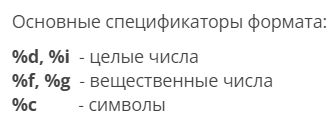 Основные спецификаторы формата:
%d, %i - целые числа
%f, %g - вещественные числа
%c - символы